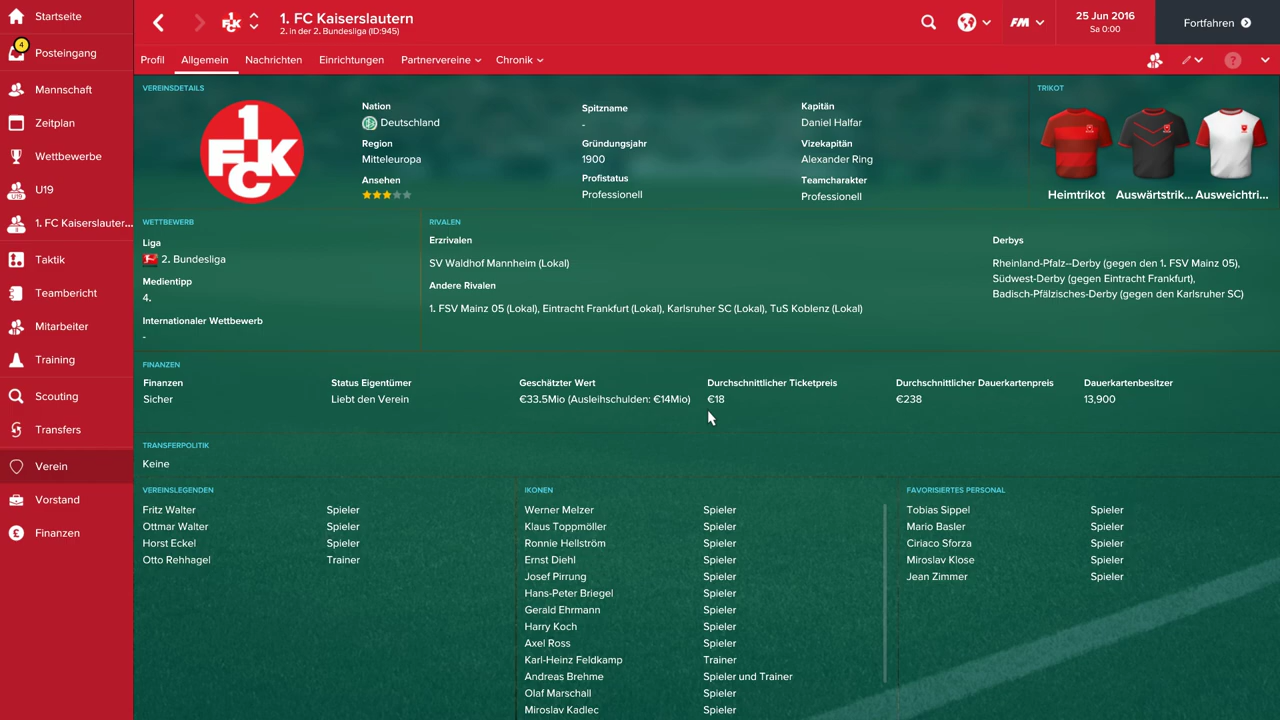 Startseite
4
Posteingang
Mannschaft
Zeitplan
Wettbewerbe
U19
U19
1. FC Kaiserslauter...
II
Taktik
Teambericht
Mitarbeiter
Training
Scouting
Transfers
Verein
Vorstand
Finanzen
1. FC Kaiserslautern
2. in der 2. Bundesliga (ID:945)
FM
25 Jun 2016
Sa 0:00
Fortfahren
Profil
Allgemein
Nachrichten
Einrichtungen
Partnervereine
Chronik
?
VEREINSDETAILS
1 FCK
Nation
Deutschland
Region
Mitteleuropa
Ansehen
Spitzname
-
Gründungsjahr
1900
Profistatus
Professionell
Kapitän
Daniel Halfar
Vizekapitän
Alexander Ring
Teamcharakter
Professionell
TRIKOT
Heimtrikot
Auswärtstrik...
Ausweichtri...
WETTBEWERB
Liga
2. Bundesliga
Medientipp
4.
Internationaler Wettbewerb
-
RIVALEN
Erzrivalen
SV Waldhof Mannheim (Lokal)
Andere Rivalen
1. FSV Mainz 05 (Lokal), Eintracht Frankfurt (Lokal), Karlsruher SC (Lokal), TuS Koblenz (Lokal)
Derbys
Rheinland-Pfalz--Derby (gegen den 1. FSV Mainz 05),
Südwest-Derby (gegen Eintracht Frankfurt),
Badisch-Pfälzisches-Derby (gegen den Karlsruher SC)
FINANZEN
Finanzen
Sicher
Status Eigentümer
Liebt den Verein
Geschätzter Wert
€33.5Mio (Ausleihschulden: €14Mio)
Durchschnittlicher Ticketpreis
€18
Durchschnittlicher Dauerkartenpreis
€238
Dauerkartenbesitzer
13,900
TRANSFERPOLITIK
Keine
VEREINSLEGENDEN
Fritz Walter Spieler
Ottmar Walter Spieler
Horst Eckel Spieler
Otto Rehhagel Trainer
IKONEN
Werner Melzer Spieler
Klaus Toppmöller Spieler
Ronnie Hellström Spieler
Ernst Diehl Spieler
Josef Pirrung Spieler
Hans-Peter Briegel Spieler
Gerald Ehrmann Spieler
Harry Koch Spieler
Axel Ross Spieler
Karl-Heinz Feldkamp Trainer
Andreas Brehme Spieler und Trainer
Olaf Marschall Spieler
Miroslav Kadlec Spieler
FAVORISIERTES PERSONAL
Tobias Sippel Spieler
Mario Basler Spieler
Ciriaco Sforza Spieler
Miroslav Klose Spieler
Jean Zimmer Spieler